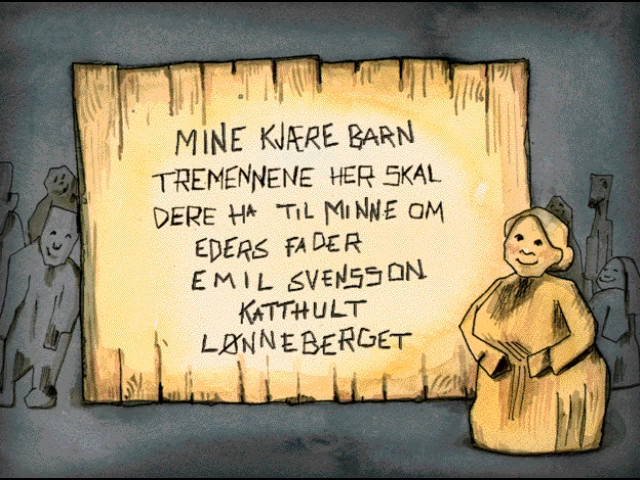 MINE KJÆRE BARN
TREMENNENE HER SKAL
DERE HA TIL MINNE OM
EDERS FADER
EMIL SVENSSON
KATTHULT
LØNNEBERGET